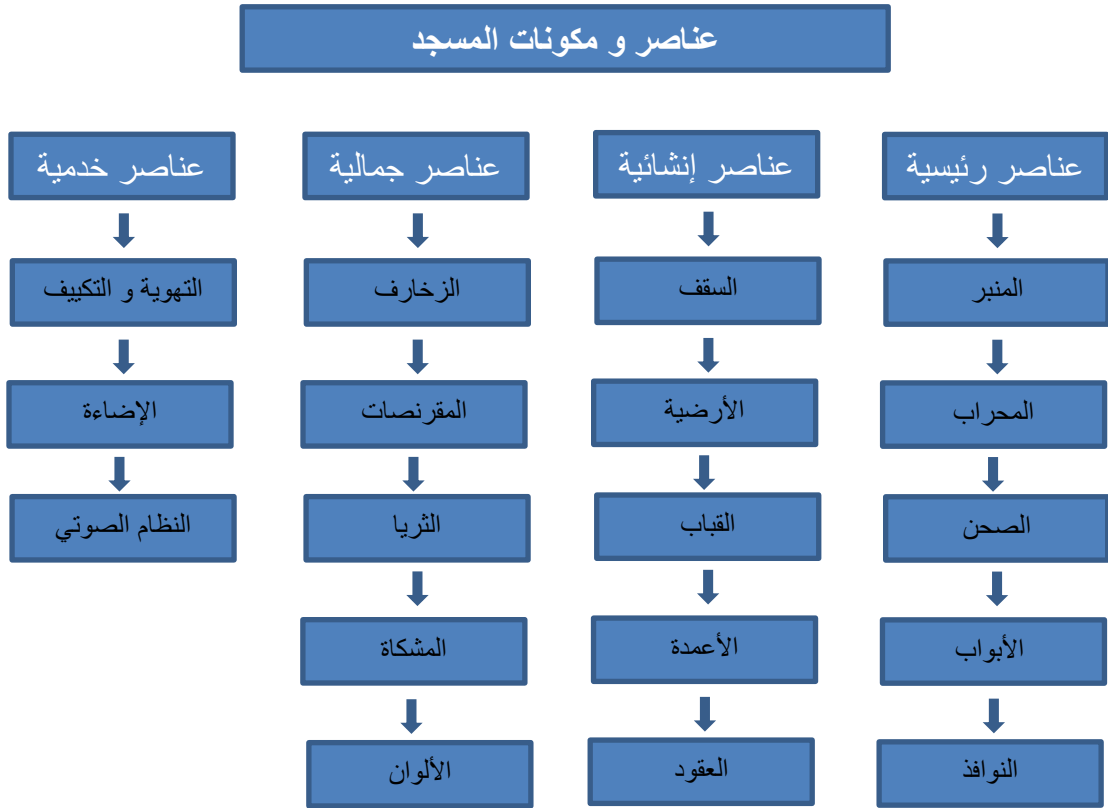 عناصر و مكونات المسجد
عناصر رئيسية
عناصر إنشائية
عناصر جمالية
عناصر خدمية
المنبر
السقف
الزخارف
التهوية و التكييف
المحراب
الأرضية
المقرنصات
الإضاءة
الصحن
القباب
الثريا
النظام الصوتي
الأبواب
الأعمدة
المشكاة
النوافذ
العقود
الألوان